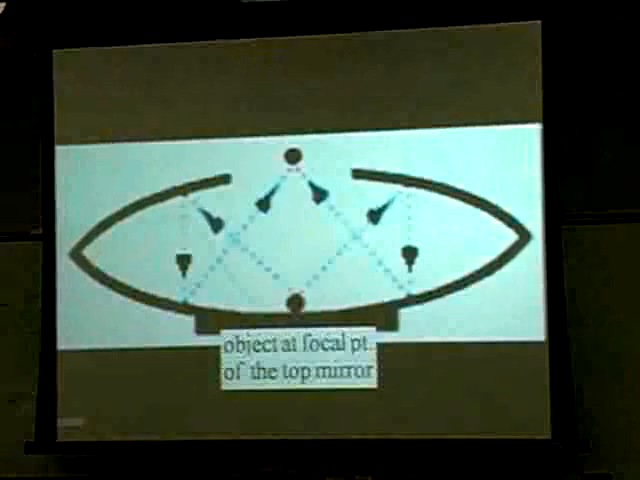 object at focal pt
of the top mirror